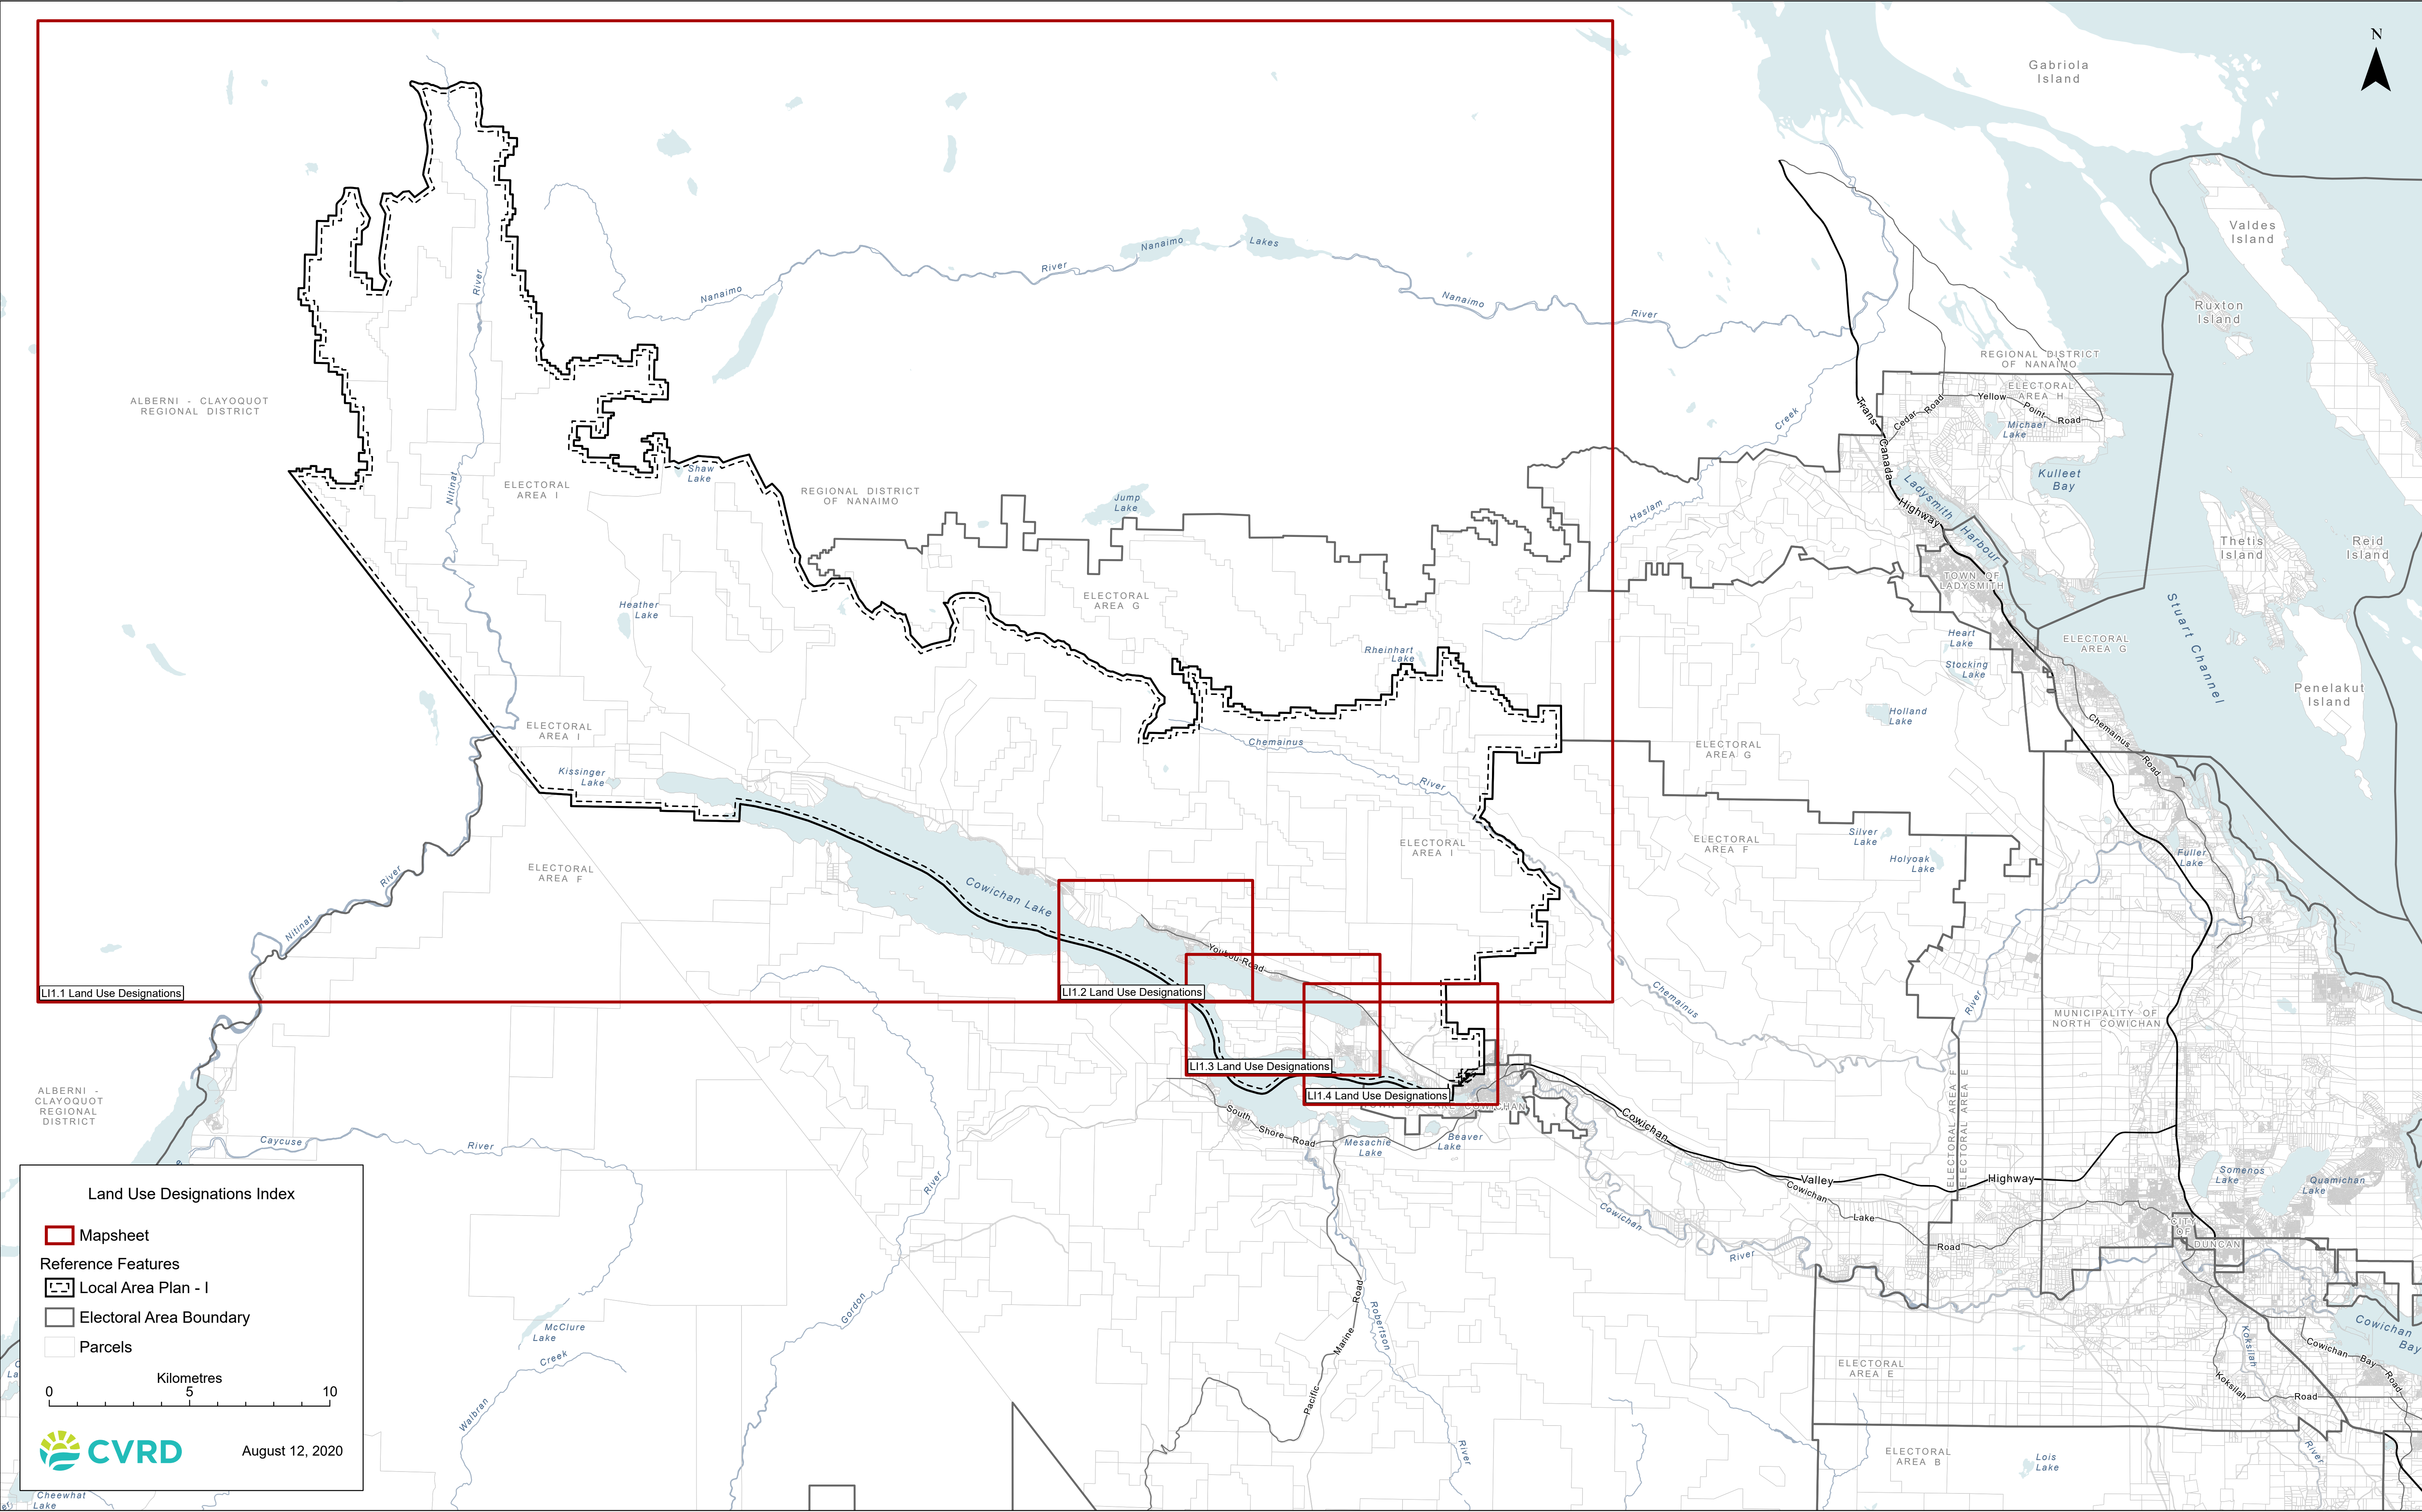 N
Gabriola
Island
Valdes
Island
Ruxton
Island
Nanaimo
Lakes
River
River
Nanaimo
Nanaimo
River
REGIONAL DISTRICT
OF NANAIMO
ELECTORAL
AREA H
Yellow
Point
Road
Cedar
Road
Michael
Lake
Trans
Canada
Highway
Creek
Haslam
ALBERNI - CLAYOQUOT
REGIONAL DISTRICT
Kulleet
Bay
Ladysmith
Harbour
Shaw
Lake
Nitinat
ELECTORAL
AREA I
REGIONAL DISTRICT
OF NANAIMO
Jump
Lake
Thetis
Island
Reid
Island
TOWN OF
LADYSMITH
Heather
Lake
ELECTORAL
AREA G
Stuart Channel
Heart
Lake
ELECTORAL
AREA G
Rheinhart
Lake
Stocking
Lake
Penelakut
Island
Holland
Lake
ELECTORAL
AREA I
Chemainus
River
ELECTORAL
AREA G
Chemainus
Road
Kissinger
Lake
ELECTORAL
AREA I
ELECTORAL
AREA F
Silver
Lake
Holyoak
Lake
Fuller
Lake
ELECTORAL
AREA F
River
Nitinat
Cowichan Lake
Youbou Road
LI1.1 Land Use Designations
LI1.2 Land Use Designations
Chemainus
River
MUNICIPALITY OF
NORTH COWICHAN
LI1.3 Land Use Designations
LI1.4 Land Use Designations
TOWN OF LAKE COWICHAN
ALBERNI -
CLAYOQUOT
REGIONAL
DISTRICT
ELECTORAL AREA F
ELECTORAL AREA E
South
Shore
Road
Mesachie
Lake
Beaver
Lake
Cowichan
Valley
Highway
Caycuse
River
River
Cowichan
Lake
Road
Somenos
Lake
Quamichan
Lake
Cowichan
River
CITY
OF
DUNCAN
Land Use Designations Index
Mapsheet
Reference Features
Local Area Plan - I
Electoral Area Boundary
Parcels
Kilometres
0
5
10
CVRD
August 12, 2020
McClure
Lake
Creek
Walbran
Gordon
Road
Marine
Pacific
Robertson
River
ELECTORAL
AREA E
Koksilah
Cowichan
Bay
Cowichan
Bay
Road
Koksilah
Road
ELECTORAL
AREA B
Lois
Lake
River
Cheewhat
Lake